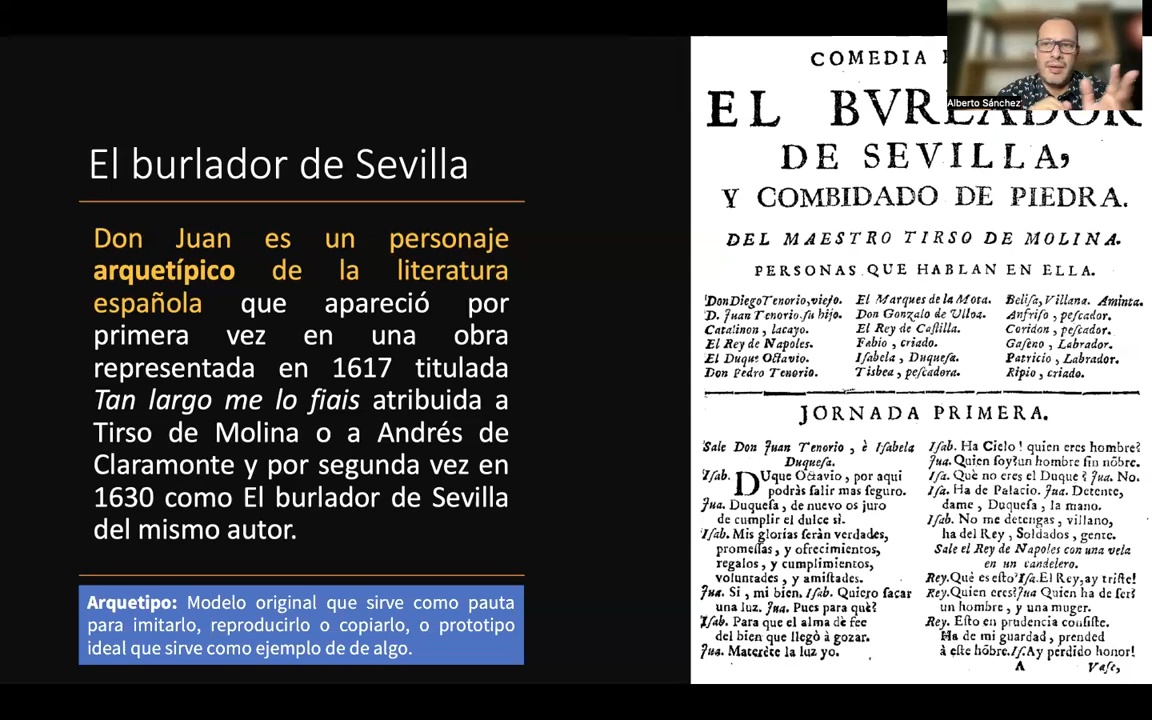 El burlador de Sevilla
Don Juan es un personaje
arquetípico de la literatura
española que apareció por
primera vez en una obra
representada en 1617 titulada
Tan largo me lo fiais atribuida a
Tirso de Molina o a Andrés de
Claramonte y por segunda vez en
1630 como El burlador de Sevilla
del mismo autor.
Arquetipo: Modelo original que sirve como pauta
para imitarlo, reproducirlo o copiarlo, o prototipo
ideal que sirve como ejemplo de de algo.
Alberto Sánchez
COMEDIA
EL BVRLADOR
DE SEVILLA,
Y COMBIDADO DE PIEDRA.
DEL MAESTRO TIRSO DE MOLINA.
PERSONAS QUE HABLAN EN ELLA.
Don Diego Tenorio, viejo.
D. Juan Tenorio su hijo.
Catalinon, lacayo.
El Rey de Napoles.
El Duque Octavio.
Don Pedro Tenorio.
El Marques de la Mota.
Don Gonzalo de Ulloa.
El Rey de Castilla.
Fabio, criado.
Isabela, Duquesa.
Tisbea, pescadora.
Belisa, Villana. Aminta.
Anfriso, pescador.
Coridon, pescador.
Gaseno, Labrador.
Patricio, Labrador.
Ripio, criado.
JORNADA PRIMERA.
Sale Don Juan Tenorio, è Isabela
Duquesa.
Isab. DUque Octavio, por aqui
podràs salir mas seguro.
Jua. Duquesa, de nuevo os juro
de cumplir el dulce si.
Isab. Mis glorias seràn verdades,
promessas, y ofrecimientos,
regalos, y cumplimientos,
voluntades, y amistades.
Jua. Si, mi bien. Isab. Quiero sacar
una luz. Jua. Pues para què?
Isab. Para que el alma dè fee
del bien que llegò à gozar.
Jua. Matarète la luz yo.
Isab. Ha Cielo! quien eres hombre?
Jua. Quien soy? un hombre sin nõbre.
Isa. Què no eres el Duque? Jua. No.
Isa. Ha de Palacio. Jua. Detente,
dame, Duquesa, la mano.
Isab. No me detengas, villano,
ha del Rey, Soldados, gente.
Sale el Rey de Napoles con una vela
en un candelero.
Rey. Què es esto? Isa. El Rey, ay triste!
Rey. Quien eres? Jua Quien ha de ser?
un hombre, y una muger.
Rey. Esto en prudencia consiste.
Ha de mi guardad, prended
à este hõbre. Is. Ay perdido honor!
A Vase,